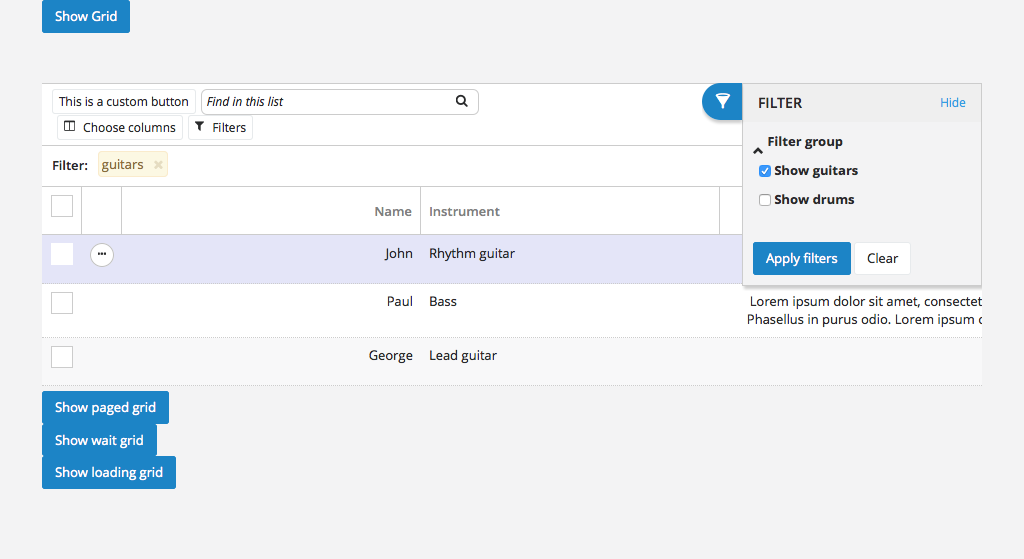 Show Grid
This is a custom button
Find in this list
Choose columns
Filters
FILTER
Hide
Filter group
Show guitars
Show drums
Apply filters
Clear
Filter:
guitars
Name
Instrument
John
Rhythm guitar
Paul
Bass
Lorem ipsum dolor sit amet, consectet
Phasellus in purus odio. Lorem ipsum
George
Lead guitar
Show paged grid
Show wait grid
Show loading grid